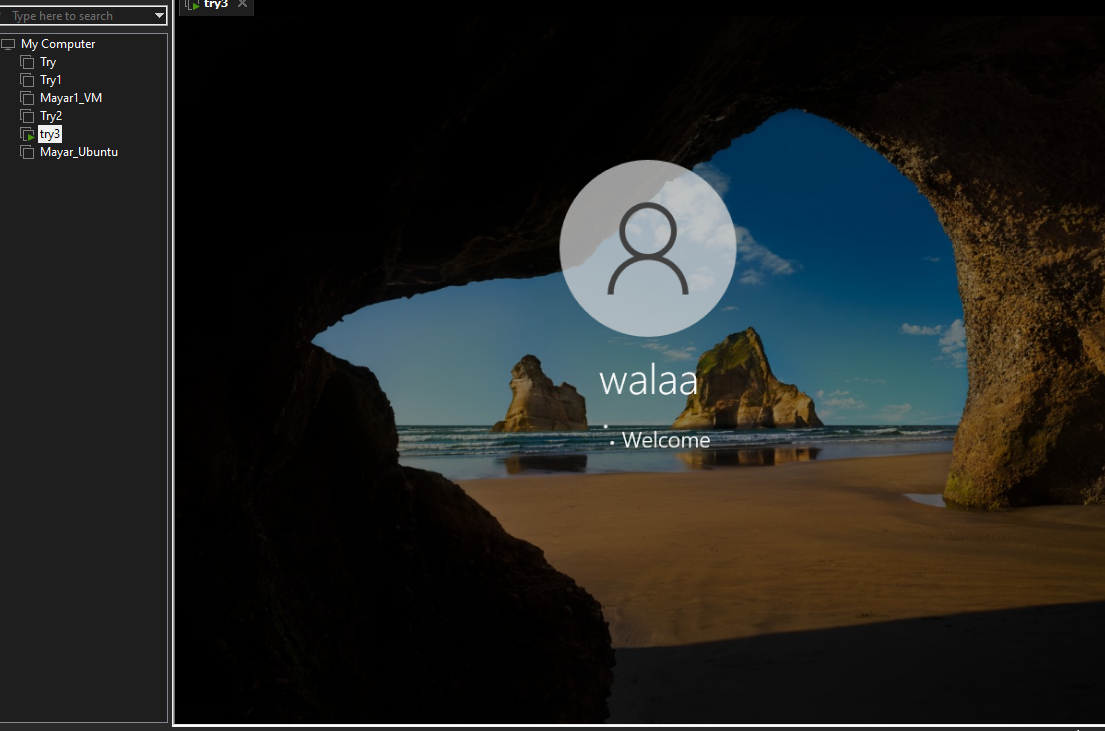 Type here to search
try3
My Computer
Try
Try1
Mayar1_VM
Try2
try3
Mayar_Ubuntu
walaa
Welcome